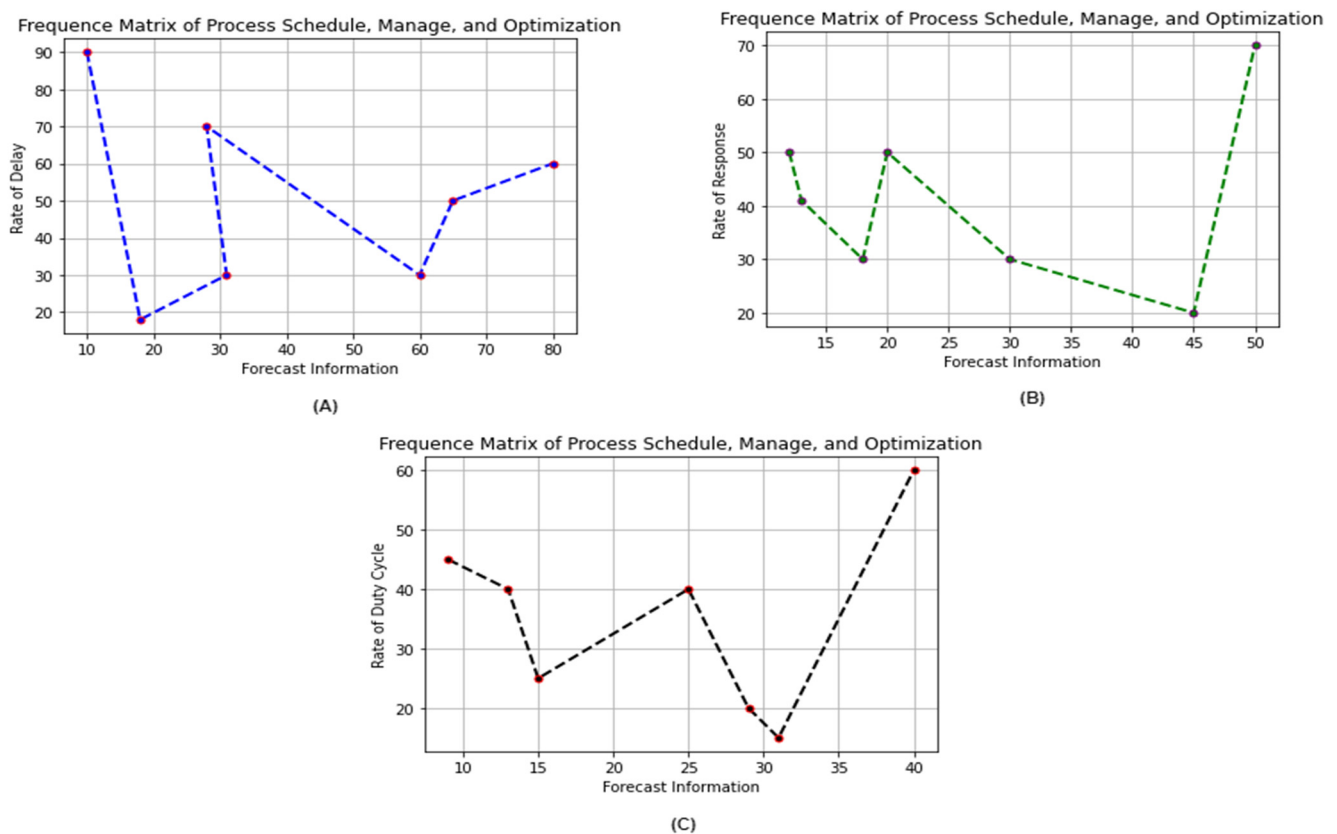 Frequence Matrix of Process Schedule, Manage, and Optimization
90
80
70
60
50
40
30
20
Rate of Delay
10 20 30 40 50 60 70 80
Forecast Information
(A)
Frequence Matrix of Process Schedule, Manage, and Optimization
70
60
50
40
30
20
Rate of Response
15 20 25 30 35 40 45 50
Forecast Information
(B)
Frequence Matrix of Process Schedule, Manage, and Optimization
60
50
40
30
20
Rate of Duty Cycle
10 15 20 25 30 35 40
Forecast Information
(C)